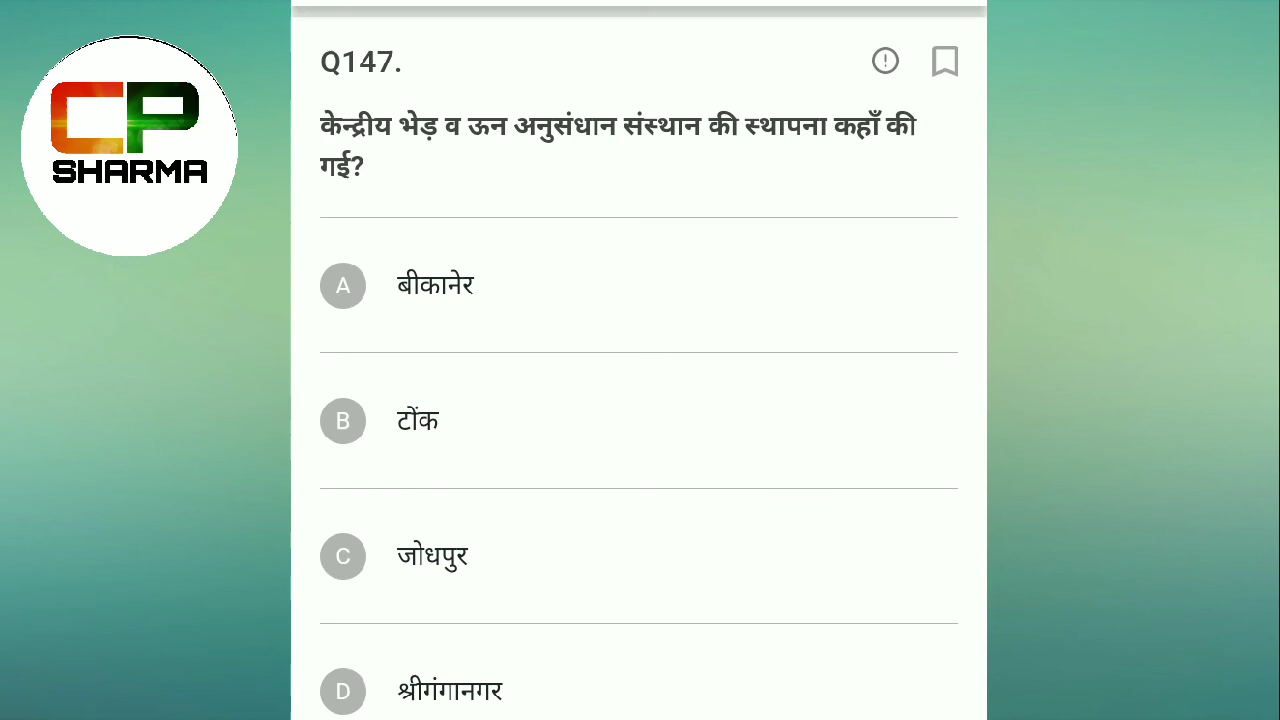 CP
SHARMA
Q147.
केन्द्रीय भेड़ व ऊन अनुसंधान संस्थान की स्थापना कहाँ की
गई?
A बीकानेर
B टोंक
C जोधपुर
D श्रीगंगानगर